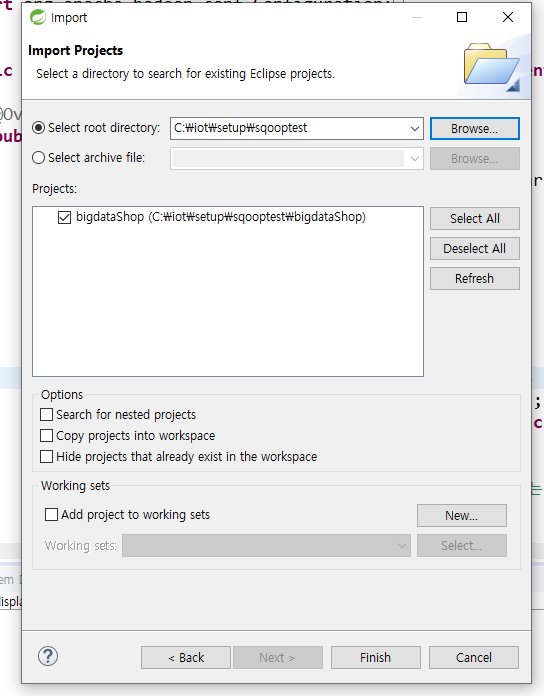 Import
Import Projects
Select a directory to search for existing Eclipse projects.
Select root directory:
C:₩iot₩setup₩sqooptest
Browse...
Select archive file:
Browse...
Projects:
bigdataShop (C:₩iot₩setup₩sqooptest₩bigdataShop)
Select All
Deselect All
Refresh
Options
Search for nested projects
Copy projects into workspace
Hide projects that already exist in the workspace
Working sets
Add project to working sets
New...
Working sets:
Select...
?
< Back
Next >
Finish
Cancel